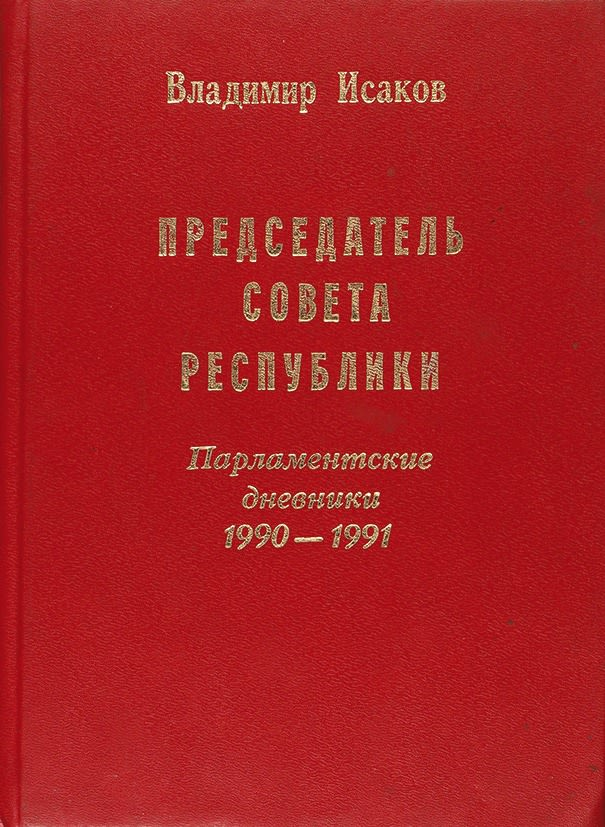 Владимир Исаков
ПРЕДСЕДАТЕЛЬ
СОВЕТА
РЕСПУБЛИКИ
Парламентские
дневники
1990—1991